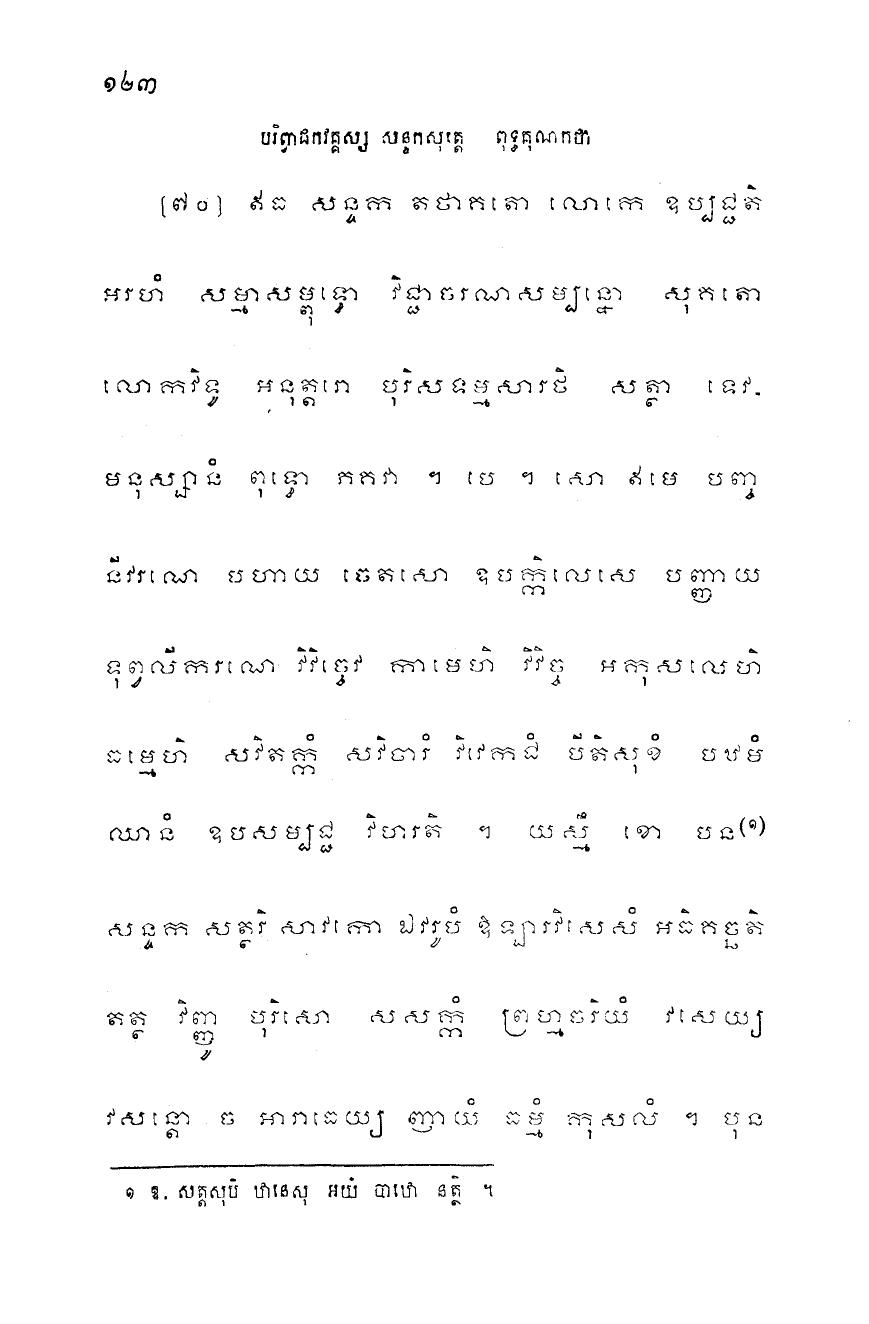 ១៤៣
បរិព្វាជកវគ្គស្ស សន្ទកសុត្តេ ពុទ្ធគុណកថា
[៧០] ឥធ សន្ទក តថាគតោ លោកេ ឧប្បជ្ជតិ
អរហំ សម្មាសម្ពុទ្ធោ វិជ្ជាចរណសម្បន្នោ សុគតោ
លោកវិទូ អនុត្តរោ បុរិសទម្មសារថិ សត្ថា ទេវ-
មនុស្សានំ ពុទ្ធោ ភគវា ។ បេ ។ សោ ឥមេ បញ្ច
នីវរណេ បហាយ ចេតសោ ឧបក្កិលេសេ បញ្ញាយ
ទុព្វលីករណេ វិវិច្ចេវ កាមេហិ វិវិច្ច អកុសលេហិ
ធម្មេហិ សវិតក្កំ សវិចារំ វិវេកជំ បីតិសុខំ បឋមំ
ឈានំ ឧបសម្បជ្ជ វិហរតិ ។ យស្មឹ ខោ បន(១)
សន្ទក សត្ថរិ សាវកោ ឯវរូបំ ឱឡារវិសេសំ អធិគច្ឆតិ
តត្ថ វិញ្ញូ បុរិសោ សសក្កំ ព្រហ្មចរិយំ វសេយ្យ
វសន្តោ ច អារាធេយ្យ ញាយំ ធម្មំ កុសលំ ។ បុន
១ ឱ. សត្តសុបិ ឋានេសុ អយំ បាឋោ នត្ថិ ។